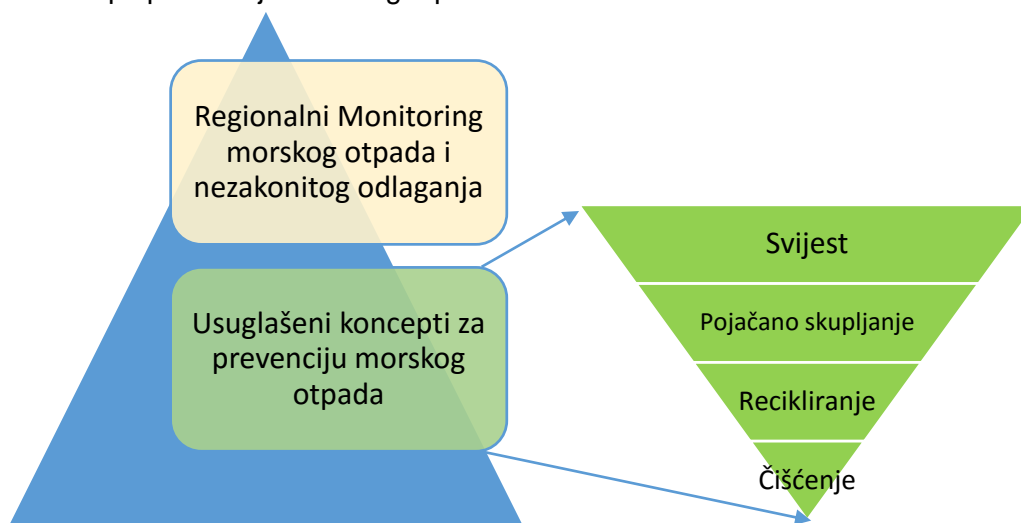 Regionalni Monitoring
morskog otpada i
nezakonitog odlaganja
Usuglašeni koncepti za
prevenciju morskog
otpada
Svijest
Pojačano skupljanje
Recikliranje
Čišćenje